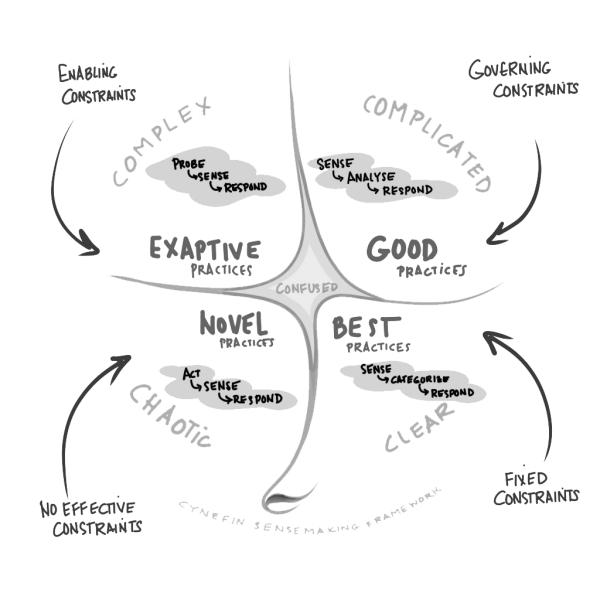 ENABLING
CONSTRAINTS
GOVERNING
CONSTRAINTS
COMPLEX
COMPLICATED
PROBE
SENSE
RESPOND
SENSE
ANALYSE
RESPOND
EXAPTIVE
PRACTICES
GOOD
PRACTICES
CONFUSED
NOVEL
PRACTICES
BEST
PRACTICES
ACT
SENSE
RESPOND
SENSE
CATEGORISE
RESPOND
CHAOTIC
CLEAR
NO EFFECTIVE
CONSTRAINTS
FIXED
CONSTRAINTS
CYNEFIN SENSEMAKING FRAMEWORK